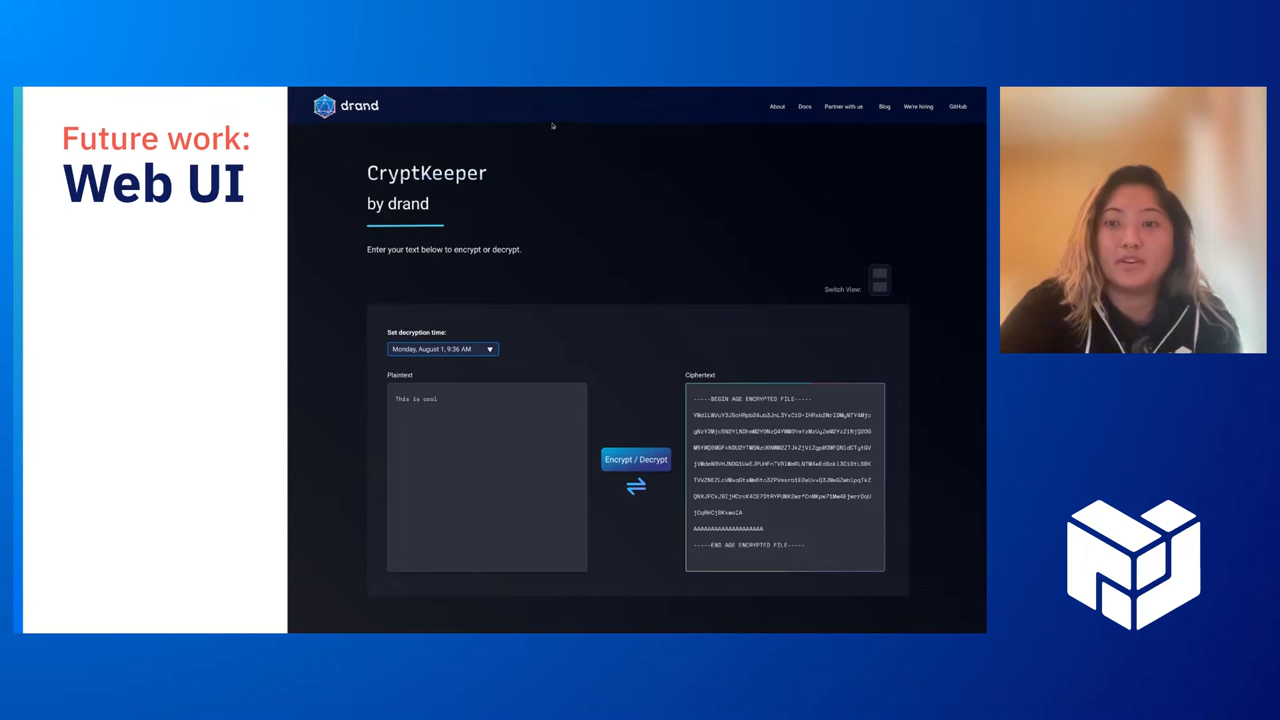 Future work:
Web UI
drand
About
Docs
Partner with us
Blog
We're hiring
GitHub
CryptKeeper
by drand
Enter your text below to encrypt or decrypt.
Switch View:
Set decryption time:
Monday, August 1, 9:36 AM
Plaintext
Ciphertext
This is cool
Encrypt / Decrypt
-----BEGIN AGE ENCRYPTED FILE-----
AAAAAAAAAAAAAAAAAAAA
-----END AGE ENCRYPTED FILE-----